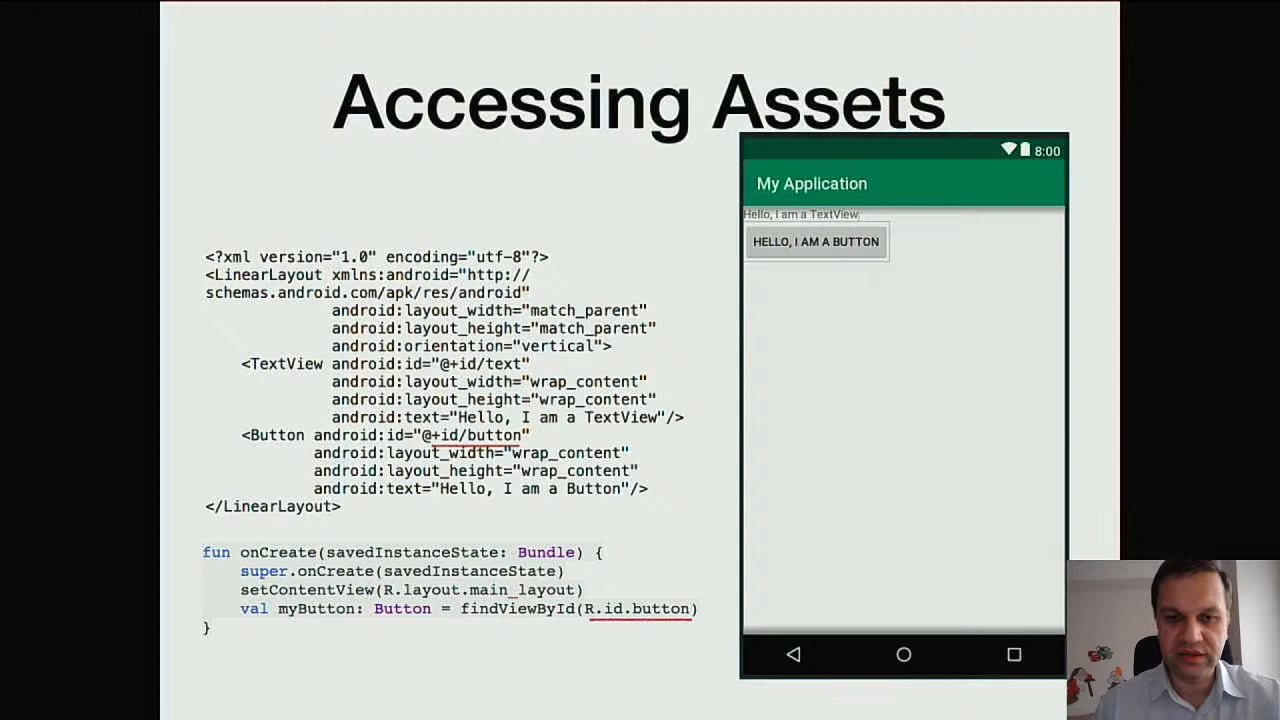 Accessing Assets
8:00
My Application
Hello, I am a TextView
HELLO, I AM A BUTTON
<?xml version="1.0" encoding="utf-8"?>
<LinearLayout xmlns:android="http://
schemas.android.com/apk/res/android"
android:layout_width="match_parent"
android:layout_height="match_parent"
android:orientation="vertical">
<TextView android:id="@+id/text"
android:layout_width="wrap_content"
android:layout_height="wrap_content"
android:text="Hello, I am a TextView"/>
<Button android:id="@+id/button"
android:layout_width="wrap_content"
android:layout_height="wrap_content"
android:text="Hello, I am a Button"/>
</LinearLayout>
fun onCreate(savedInstanceState: Bundle) {
super.onCreate(savedInstanceState)
setContentView(R.layout.main_layout)
val myButton: Button = findViewById(R.id.button)
}